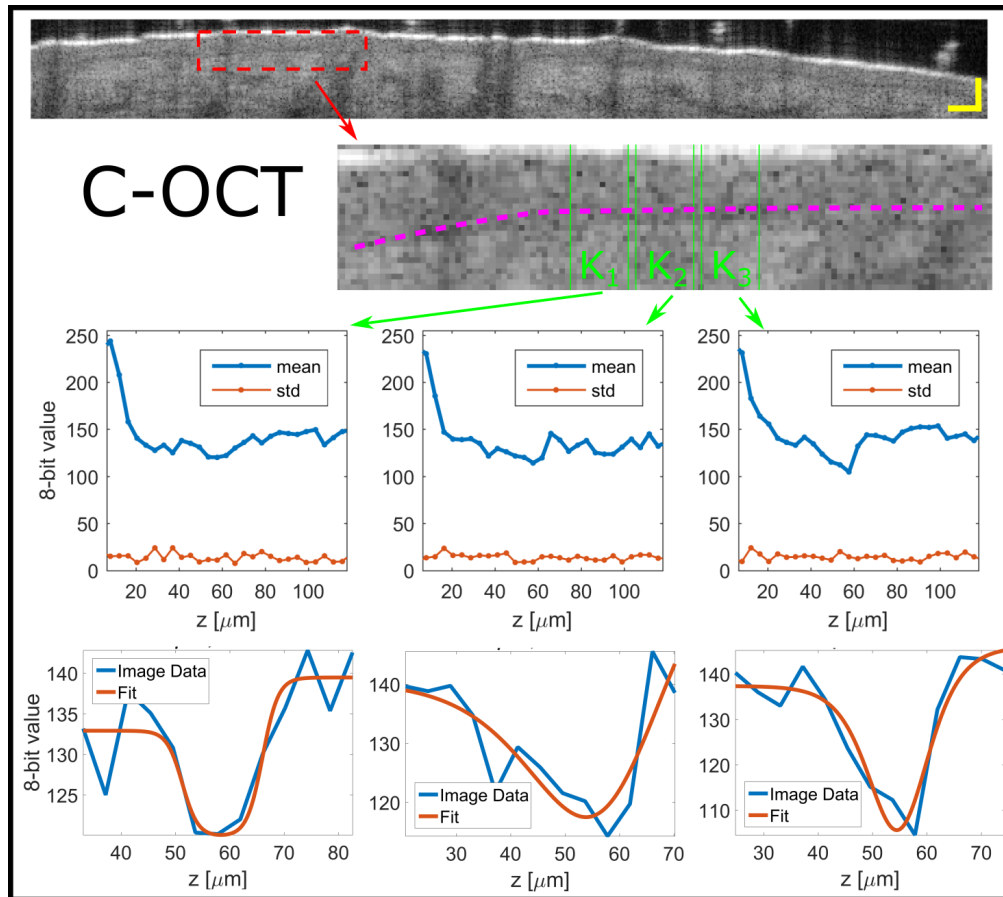 C-OCT
K₁ K₂ K₃
250
200
150
100
50
0
8-bit value
mean
std
20 40 60 80 100
z [μm]
250
200
150
100
50
0
mean
std
20 40 60 80 100
z [μm]
250
200
150
100
50
0
mean
std
20 40 60 80 100
z [μm]
140
135
130
125
8-bit value
Image Data
Fit
40 50 60 70 80
z [μm]
140
130
120
Image Data
Fit
30 40 50 60 70
z [μm]
140
130
120
110
Image Data
Fit
30 40 50 60 70
z [μm]